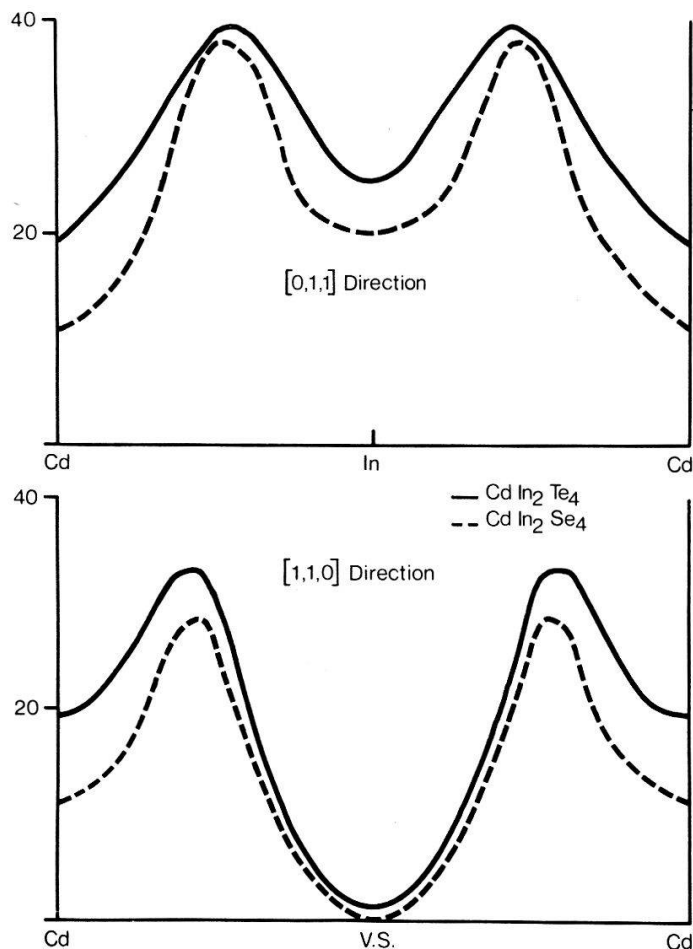 40
20
[0,1,1] Direction
Cd In Cd
40
Cd In₂ Te₄
Cd In₂ Se₄
[1,1,0] Direction
20
Cd V.S. Cd